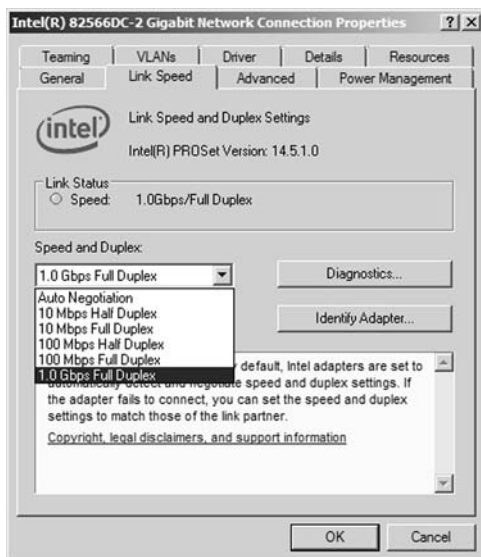 Intel(R) 82566DC-2 Gigabit Network Connection Properties
Teaming VLANs Driver Details Resources
General Link Speed Advanced Power Management
intel
Link Speed and Duplex Settings
Intel(R) PROSet Version: 14.5.1.0
Link Status
Speed: 1.0Gbps/Full Duplex
Speed and Duplex:
1.0 Gbps Full Duplex
Diagnostics...
Auto Negotiation
10 Mbps Half Duplex
10 Mbps Full Duplex
100 Mbps Half Duplex
100 Mbps Full Duplex
1.0 Gbps Full Duplex
Identify Adapter...
default, Intel adapters are set to
automatically detect and negotiate speed and duplex settings. If
the adapter fails to connect, you can set the speed and duplex
settings to match those of the link partner.
Copyright, legal disclaimers, and support information
OK Cancel